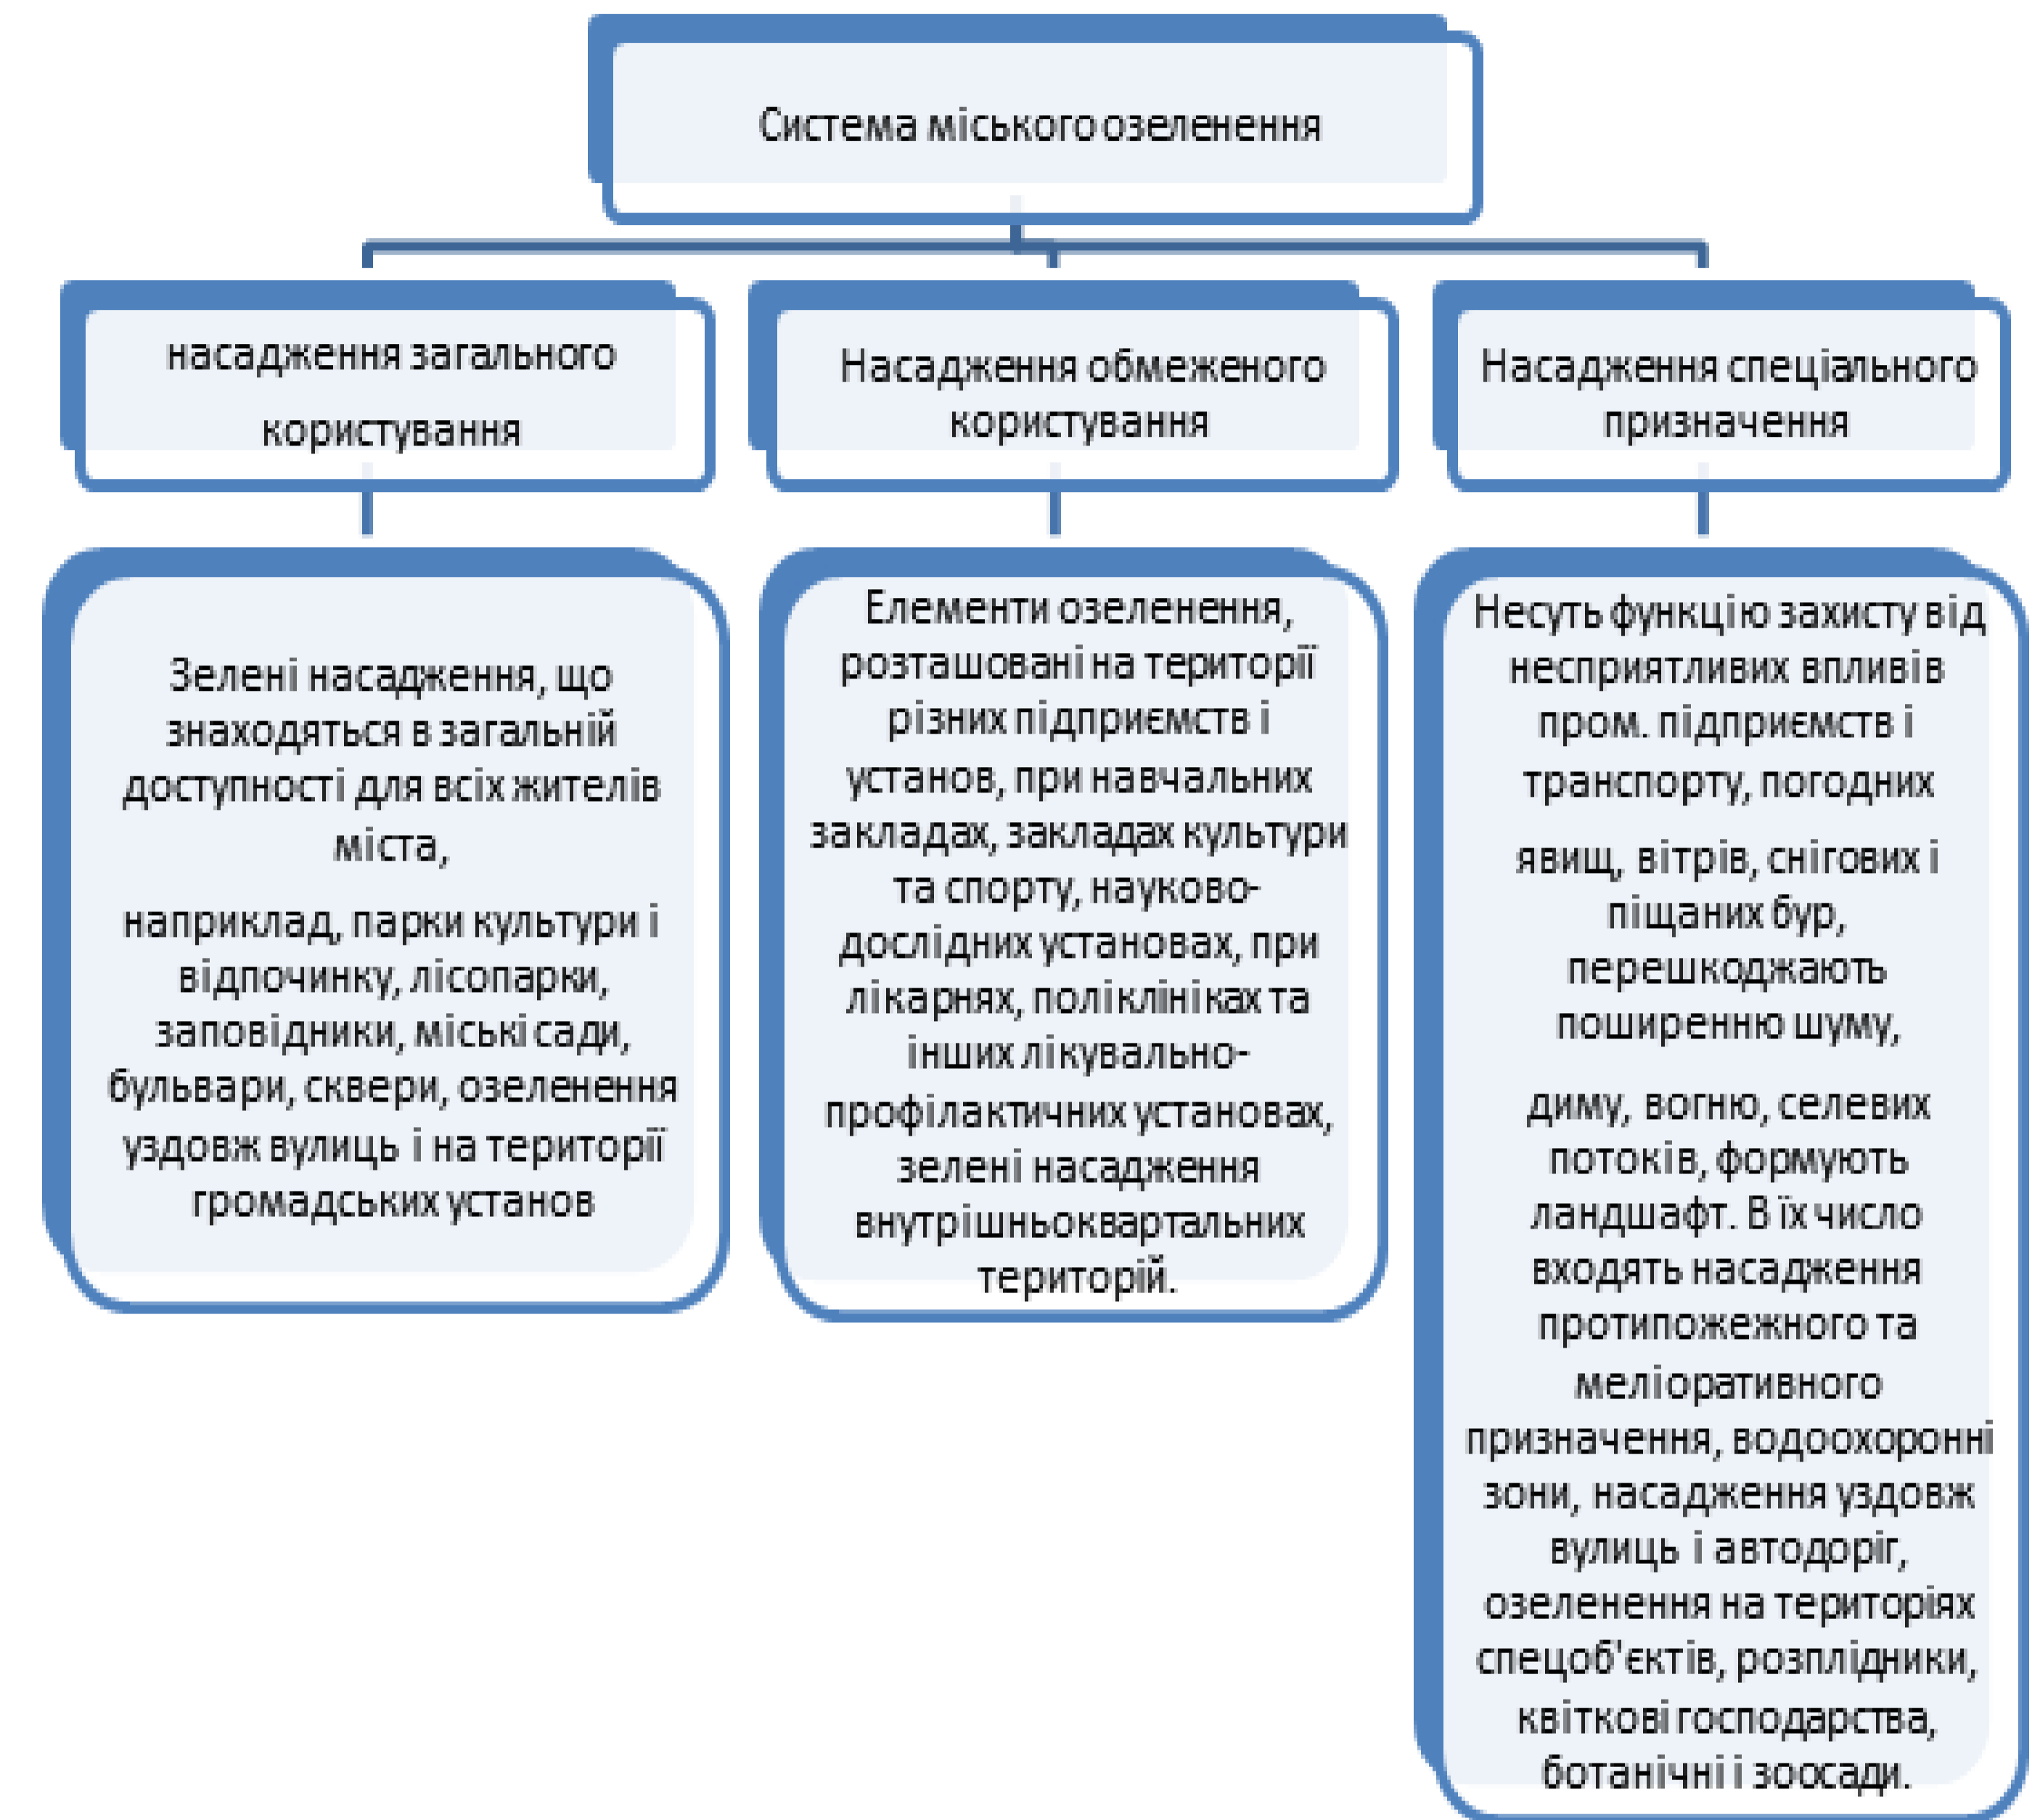 Система міського озеленення
насадження загального
користування
Насадження обмеженого
користування
Насадження спеціального
призначення
Зелені насадження, що
знаходяться в загальній
доступності для всіх жителів
міста,
наприклад, парки культури і
відпочинку, лісопарки,
заповідники, міські сади,
бульвари, сквери, озеленення
уздовж вулиць і на території
громадських установ
Елементи озеленення,
розташовані на території
різних підприємств і
установ, при навчальних
закладах, закладах культури
та спорту, науково-
дослідних установах, при
лікарнях, поліклініках та
інших лікувально-
профілактичних установах,
зелені насадження
внутрішньоквартальних
територій.
Несуть функцію захисту від
несприятливих впливів
пром. підприємств і
транспорту, погодних
явищ, вітрів, снігових і
піщаних бур,
перешкоджають
поширенню шуму,
диму, вогню, селевих
потоків, формують
ландшафт. В їх число
входять насадження
протипожежного та
меліоративного
призначення, водоохоронні
зони, насадження уздовж
вулиць і автодоріг,
озеленення на територіях
спецоб'єктів, розплідники,
квіткові господарства,
ботанічні і зоосади.